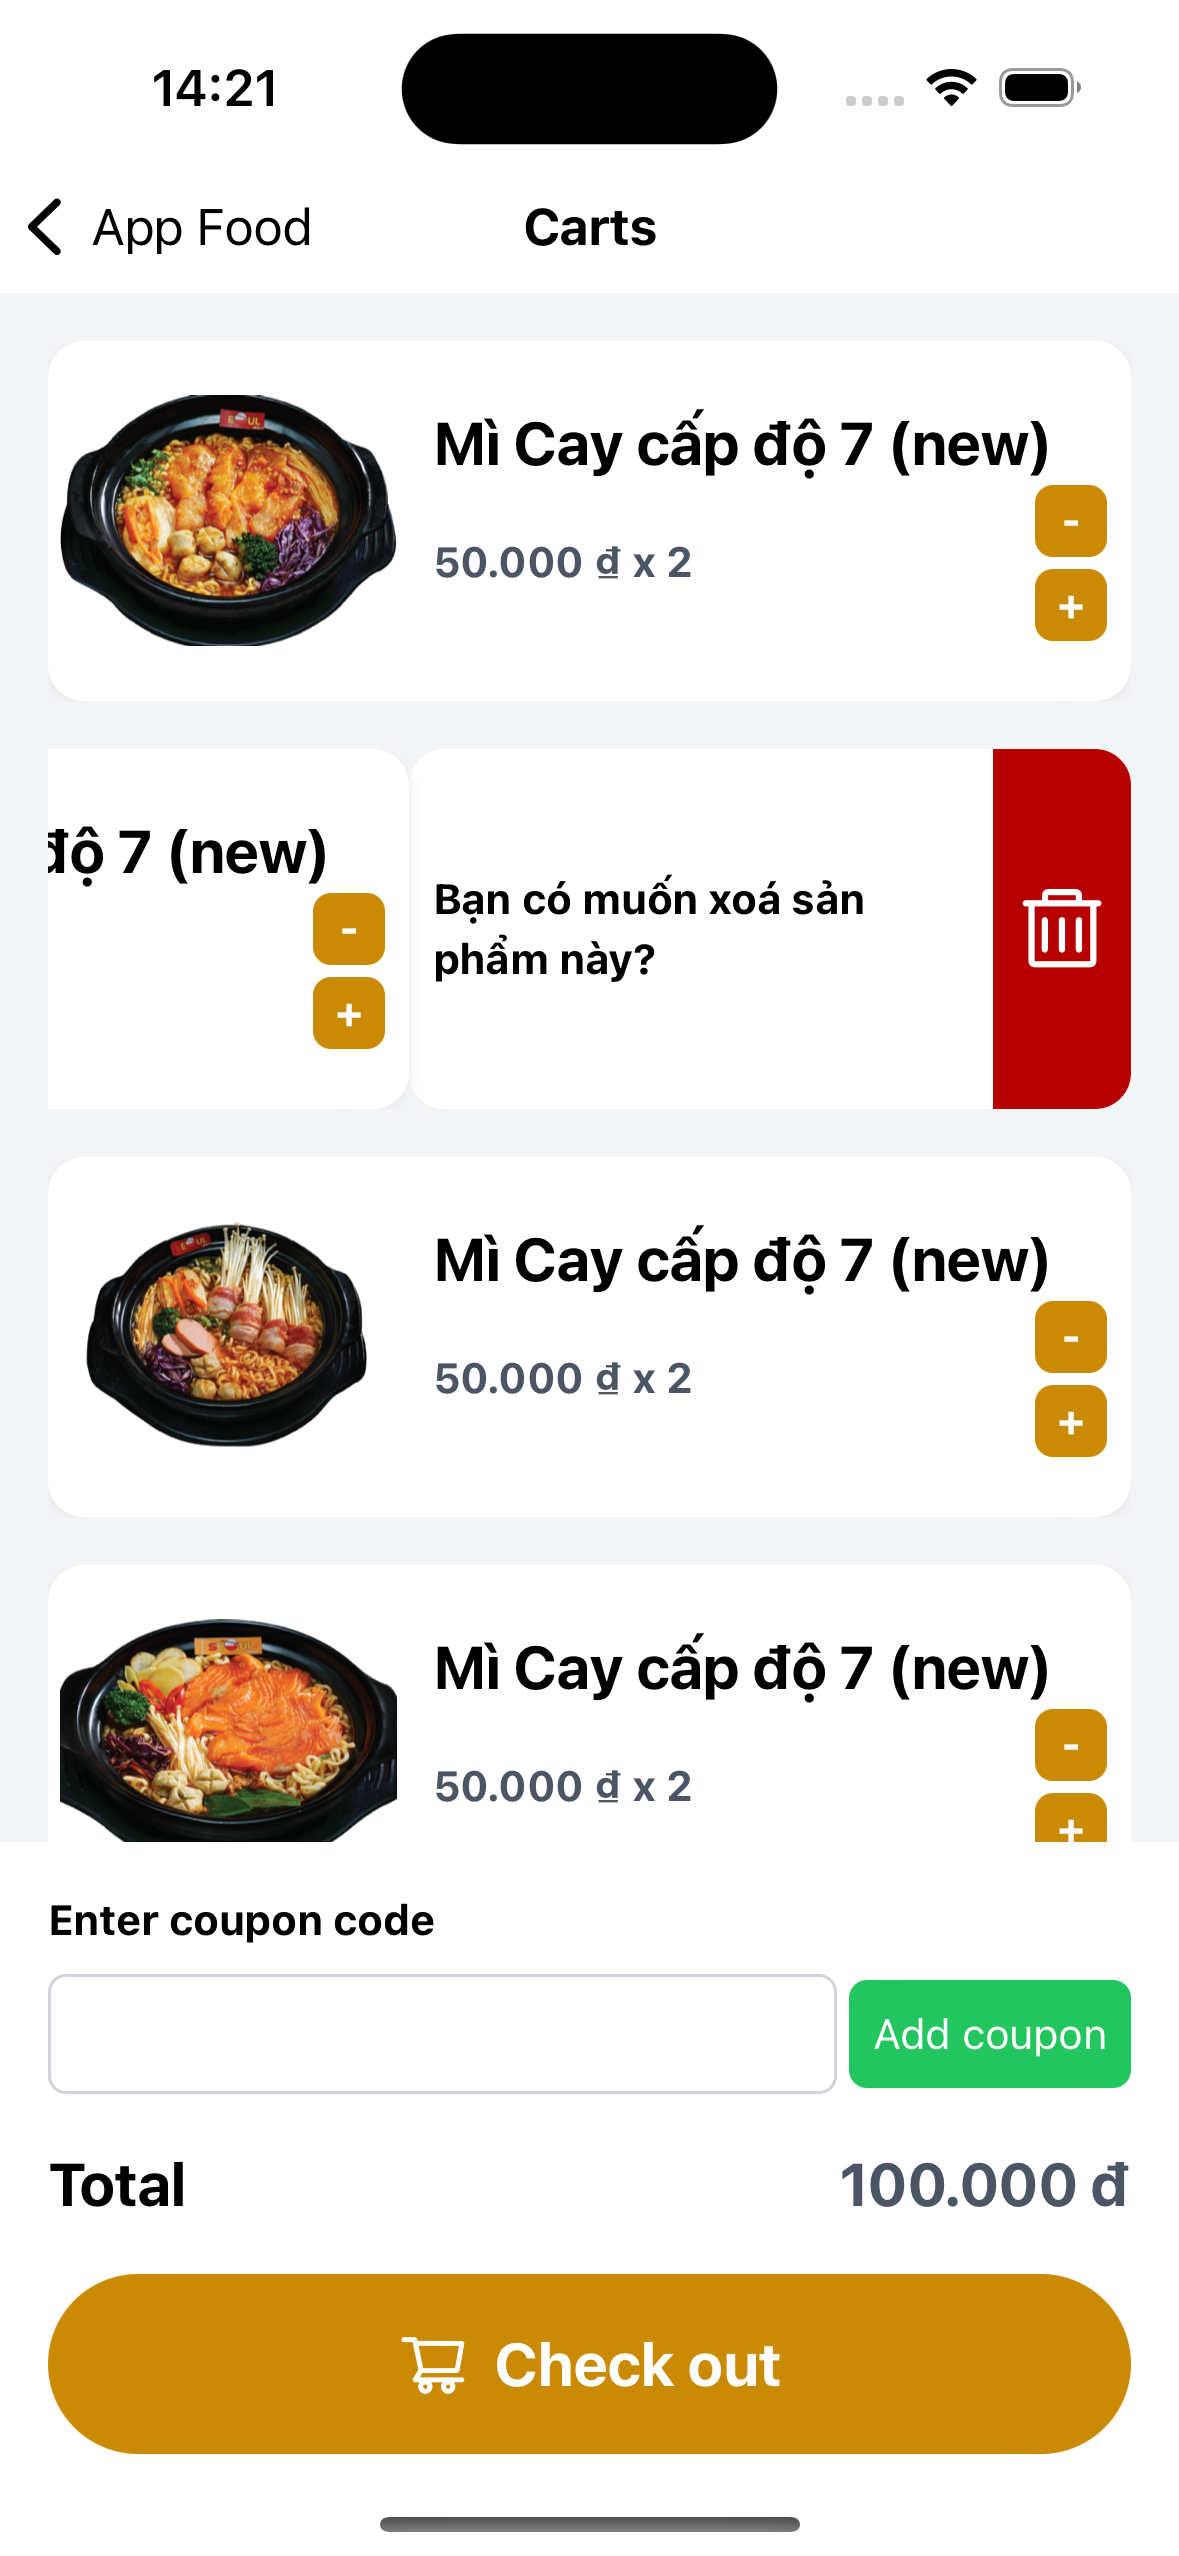 14:21
App Food
Carts
Mì Cay cấp độ 7 (new)
50.000 ₫ x 2
-
+
độ 7 (new)
-
+
Bạn có muốn xoá sản
phẩm này?
Mì Cay cấp độ 7 (new)
50.000 ₫ x 2
-
+
Mì Cay cấp độ 7 (new)
50.000 ₫ x 2
-
+
Enter coupon code
Add coupon
Total
100.000 đ
Check out